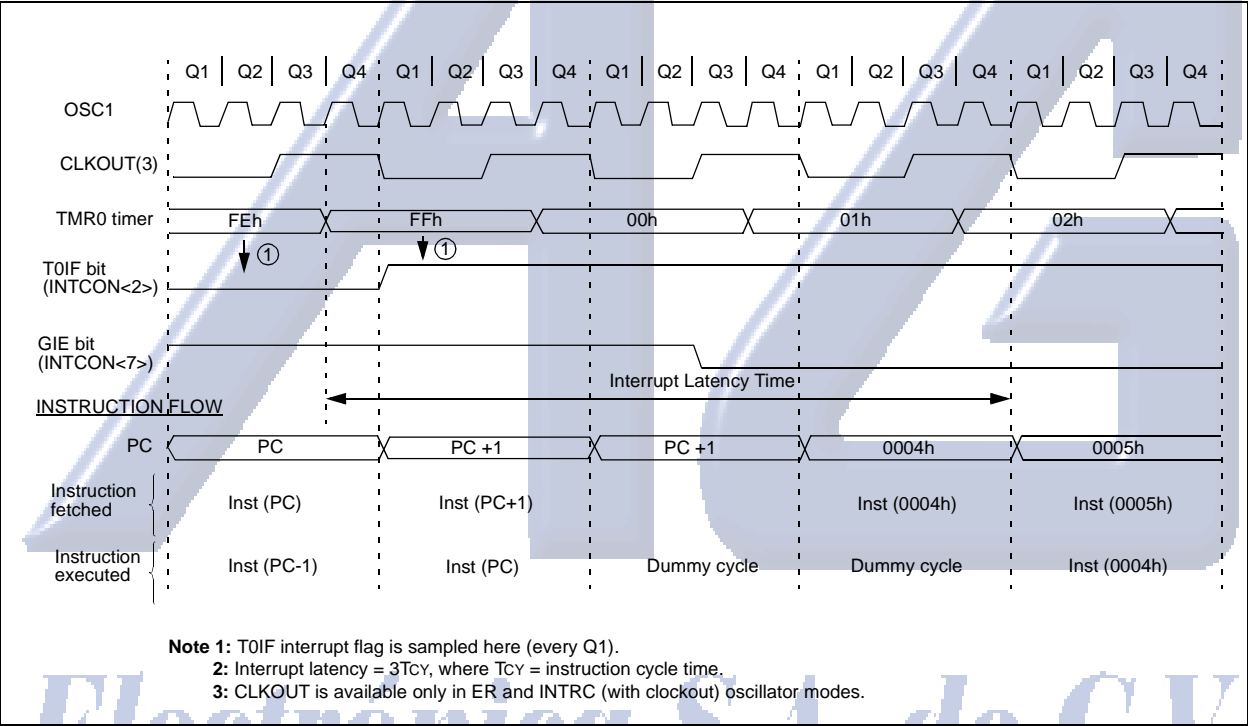 Q1 Q2 Q3 Q4 Q1 Q2 Q3 Q4 Q1 Q2 Q3 Q4 Q1 Q2 Q3 Q4 Q1 Q2 Q3 Q4
OSC1
CLKOUT(3)
TMR0 timer FEh FFh 00h 01h 02h
1 1
T0IF bit
(INTCON<2>)
GIE bit
(INTCON<7>)
Interrupt Latency Time
INSTRUCTION FLOW
PC PC PC +1 PC +1 0004h 0005h
Instruction
fetched
Inst (PC) Inst (PC+1) Inst (0004h) Inst (0005h)
Instruction
executed
Inst (PC-1) Inst (PC) Dummy cycle Dummy cycle Inst (0004h)
Note 1: T0IF interrupt flag is sampled here (every Q1).
2: Interrupt latency = 3TCY, where TCY = instruction cycle time.
3: CLKOUT is available only in ER and INTRC (with clockout) oscillator modes.
AG
Electrónica S.A. de C.V.